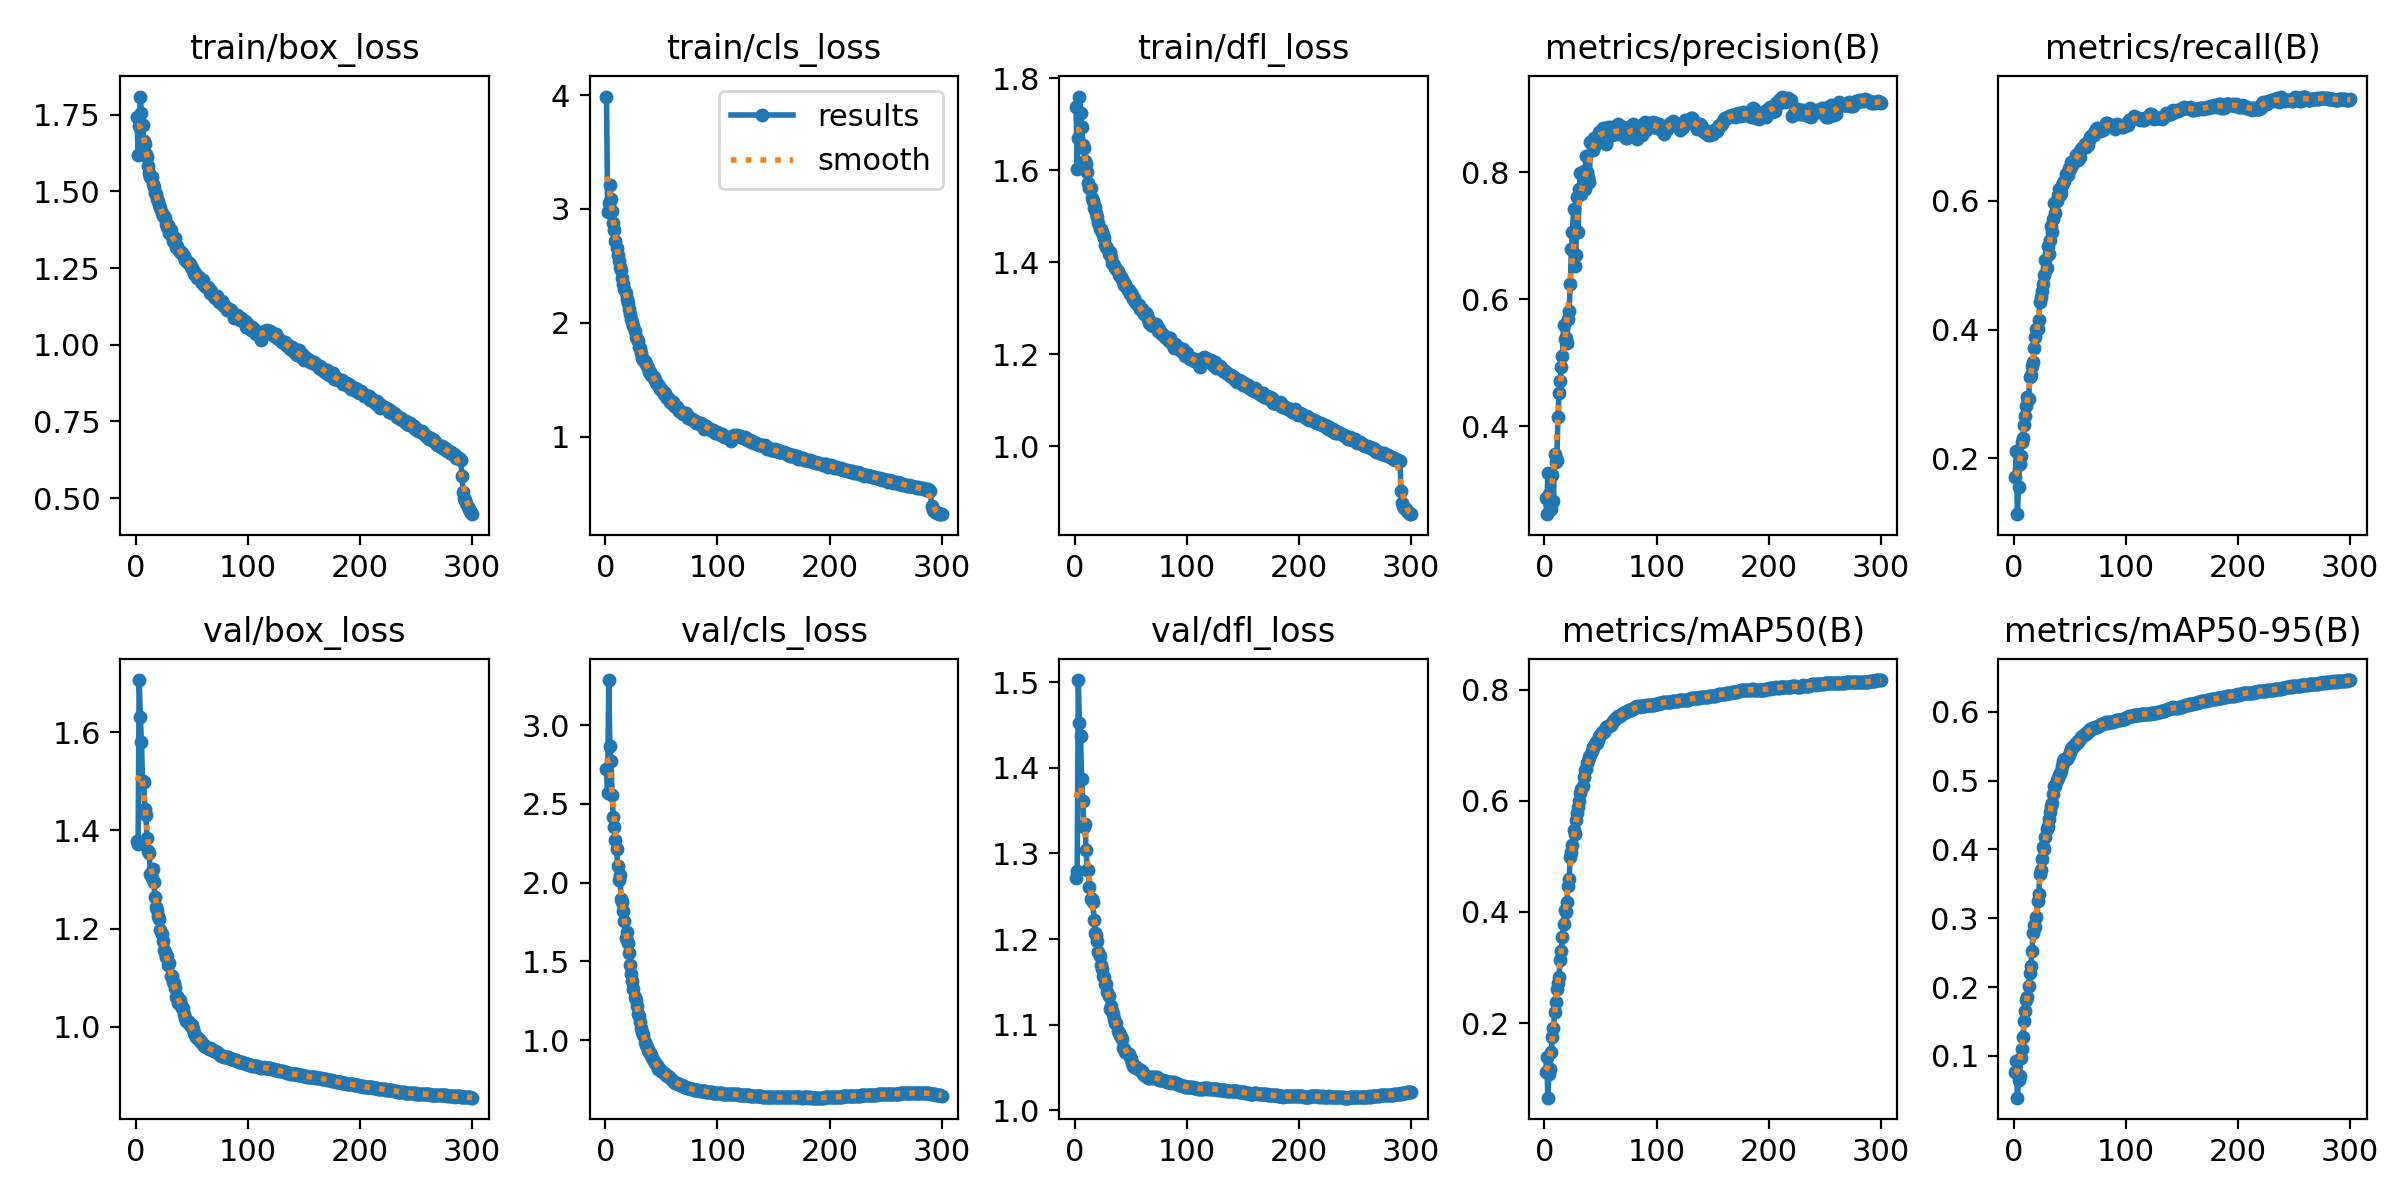 train/box_loss
1.75
1.50
1.25
1.00
0.75
0.50
0 100 200 300
train/cls_loss
results
smooth
4
3
2
1
0 100 200 300
train/dfl_loss
1.8
1.6
1.4
1.2
1.0
0 100 200 300
metrics/precision(B)
0.8
0.6
0.4
0 100 200 300
metrics/recall(B)
0.6
0.4
0.2
0 100 200 300
val/box_loss
1.6
1.4
1.2
1.0
0 100 200 300
val/cls_loss
3.0
2.5
2.0
1.5
1.0
0 100 200 300
val/dfl_loss
1.5
1.4
1.3
1.2
1.1
1.0
0 100 200 300
metrics/mAP50(B)
0.8
0.6
0.4
0.2
0 100 200 300
metrics/mAP50-95(B)
0.6
0.5
0.4
0.3
0.2
0.1
0 100 200 300